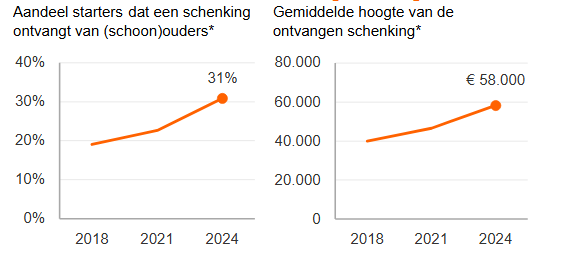 Aandeel starters dat een schenking
ontvangt van (schoon)ouders*
40%
31%
30%
20%
10%
0%
2018 2021 2024
Gemiddelde hoogte van de
ontvangen schenking*
80.000
€ 58.000
60.000
40.000
20.000
0
2018 2021 2024